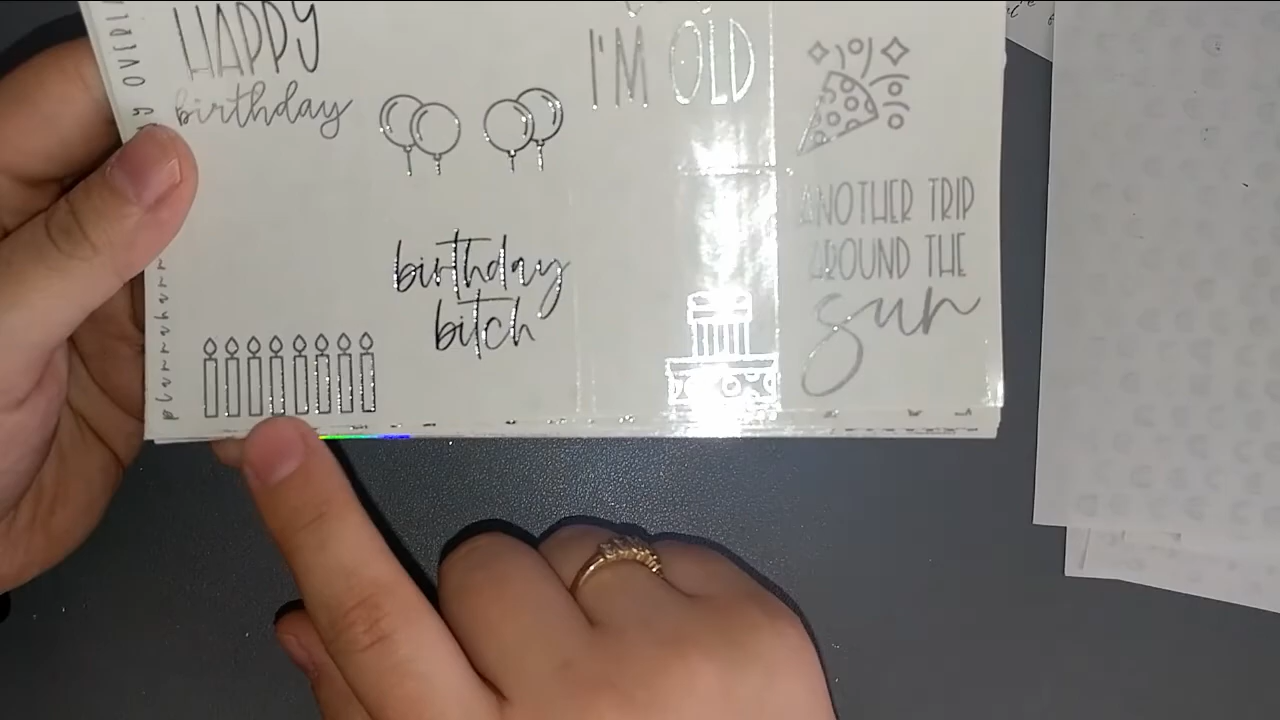 HAPPY
birthday
I'M OLD
birthday
bitch
ANOTHER TRIP
AROUND THE
sun